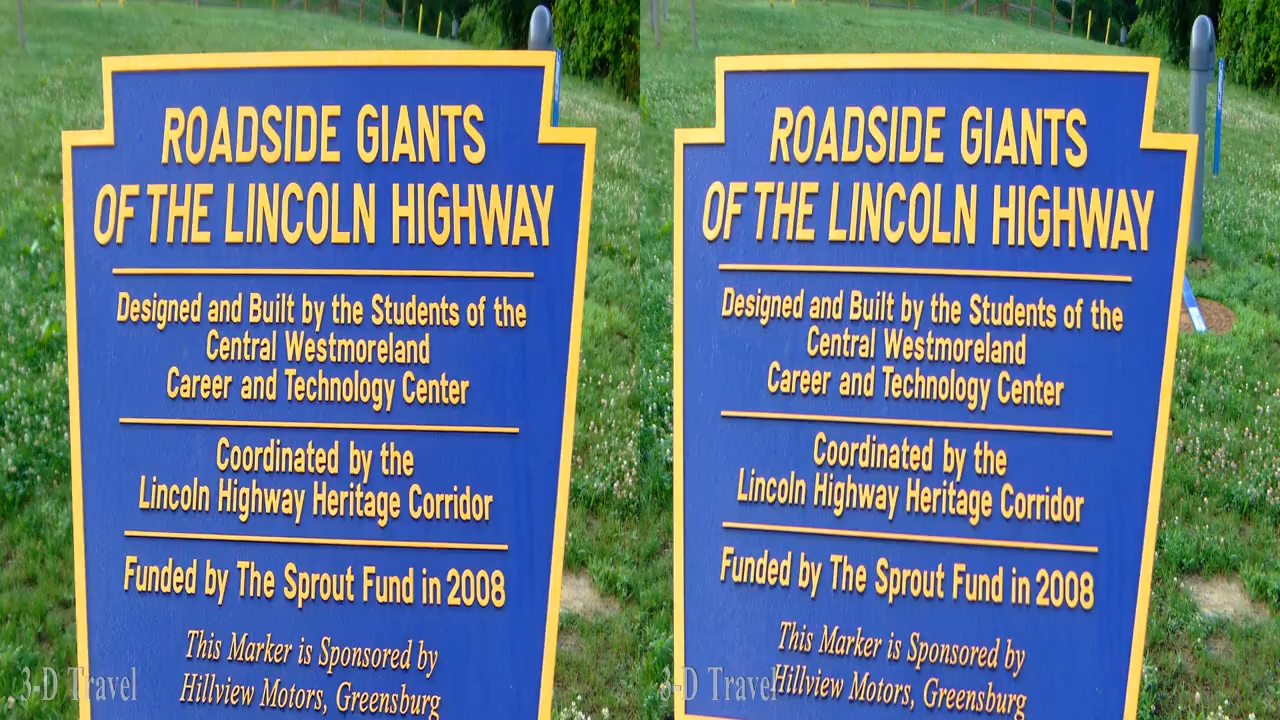 ROADSIDE GIANTS
OF THE LINCOLN HIGHWAY
Designed and Built by the Students of the
Central Westmoreland
Career and Technology Center
Coordinated by the
Lincoln Highway Heritage Corridor
Funded by The Sprout Fund in 2008
This Marker is Sponsored by
Hillview Motors, Greensburg
3-D Travel
ROADSIDE GIANTS
OF THE LINCOLN HIGHWAY
Designed and Built by the Students of the
Central Westmoreland
Career and Technology Center
Coordinated by the
Lincoln Highway Heritage Corridor
Funded by The Sprout Fund in 2008
This Marker is Sponsored by
Hillview Motors, Greensburg
3-D Travel